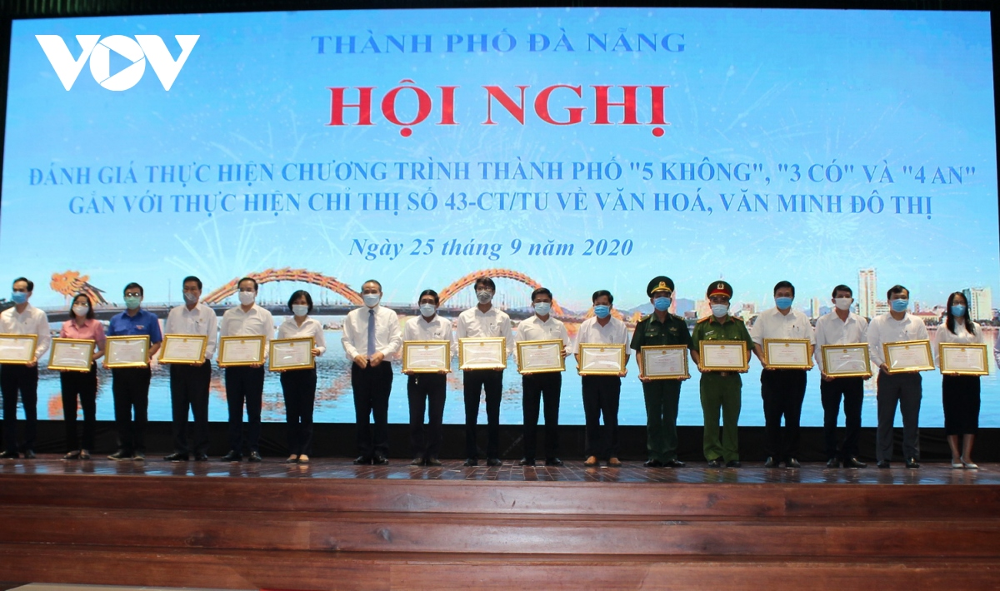 VOV
THÀNH PHỐ ĐÀ NẴNG
HỘI NGHỊ
ĐÁNH GIÁ THỰC HIỆN CHƯƠNG TRÌNH THÀNH PHỐ "5 KHÔNG", "3 CÓ" VÀ "4 AN"
GẮN VỚI THỰC HIỆN CHỈ THỊ SỐ 43-CT/TU VỀ VĂN HOÁ, VĂN MINH ĐÔ THỊ
Ngày 25 tháng 9 năm 2020